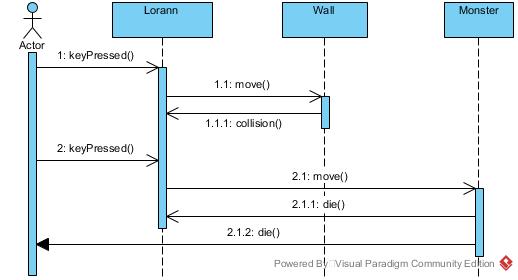 Lorann
Wall
Monster
Actor
1: keyPressed()
1.1: move()
1.1.1: collision()
2: keyPressed()
2.1: move()
2.1.1: die()
2.1.2: die()
Powered By Visual Paradigm Community Edition